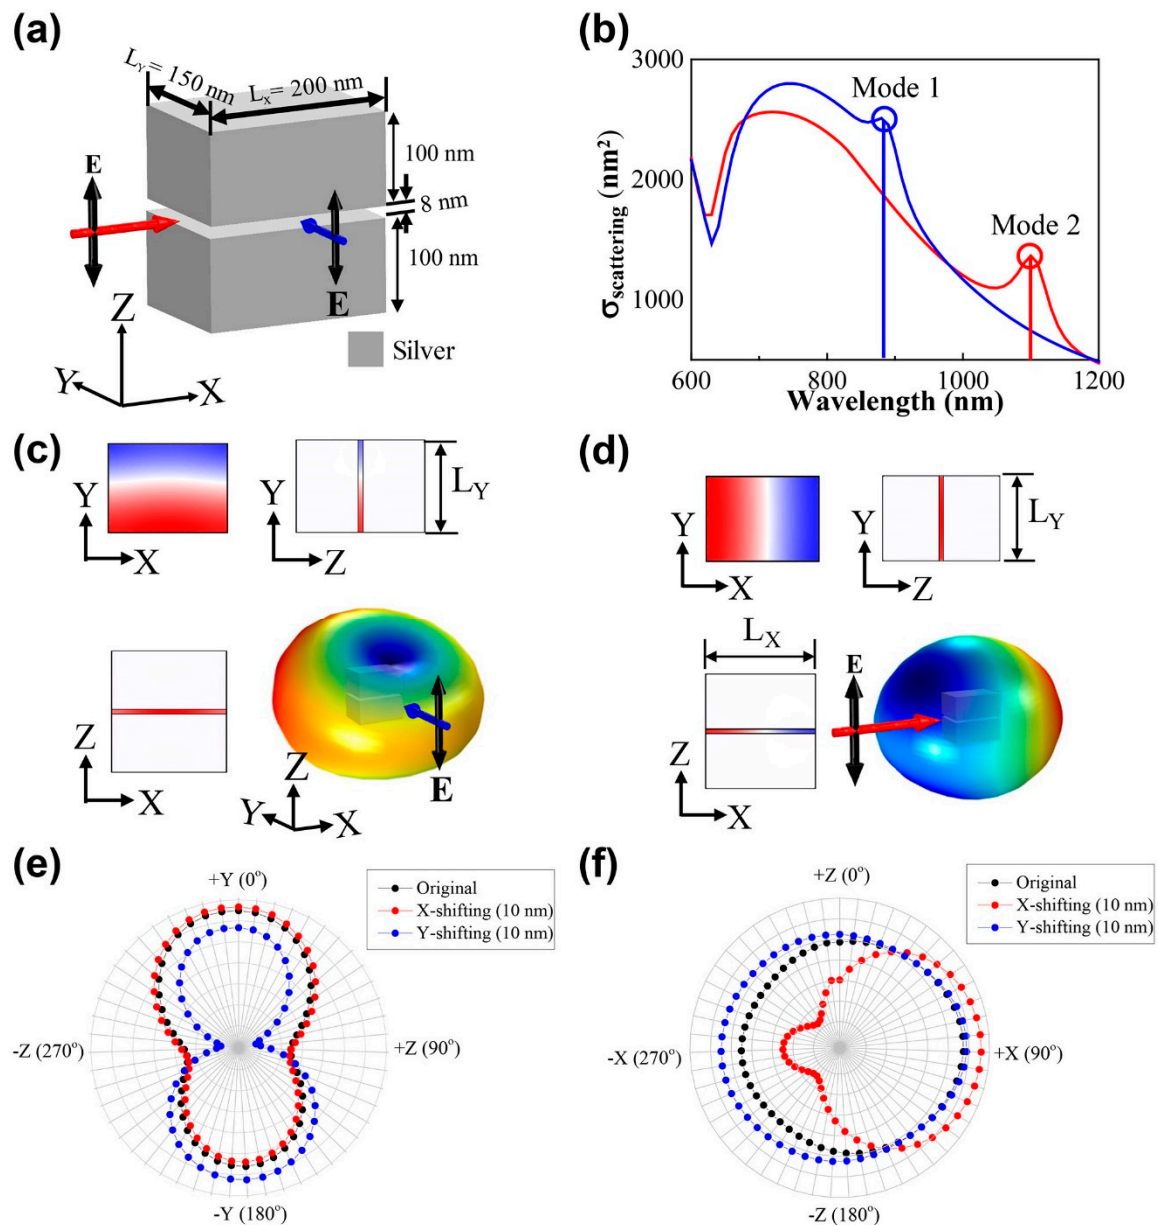 (a)
L_Y = 150 nm
L_x = 200 nm
100 nm
8 nm
100 nm
E
E
Z
Y
X
Silver
(b)
3000
2000
1000
σ_scattering (nm²)
Mode 1
Mode 2
600
800
1000
1200
Wavelength (nm)
(c)
Y
X
Y
Z
L_Y
Z
X
E
Z
Y
X
(d)
Y
X
Y
Z
L_Y
L_X
Z
X
E
(e)
+Y (0°)
-Z (270°)
+Z (90°)
-Y (180°)
Original
X-shifting (10 nm)
Y-shifting (10 nm)
(f)
+Z (0°)
-X (270°)
+X (90°)
-Z (180°)
Original
X-shifting (10 nm)
Y-shifting (10 nm)